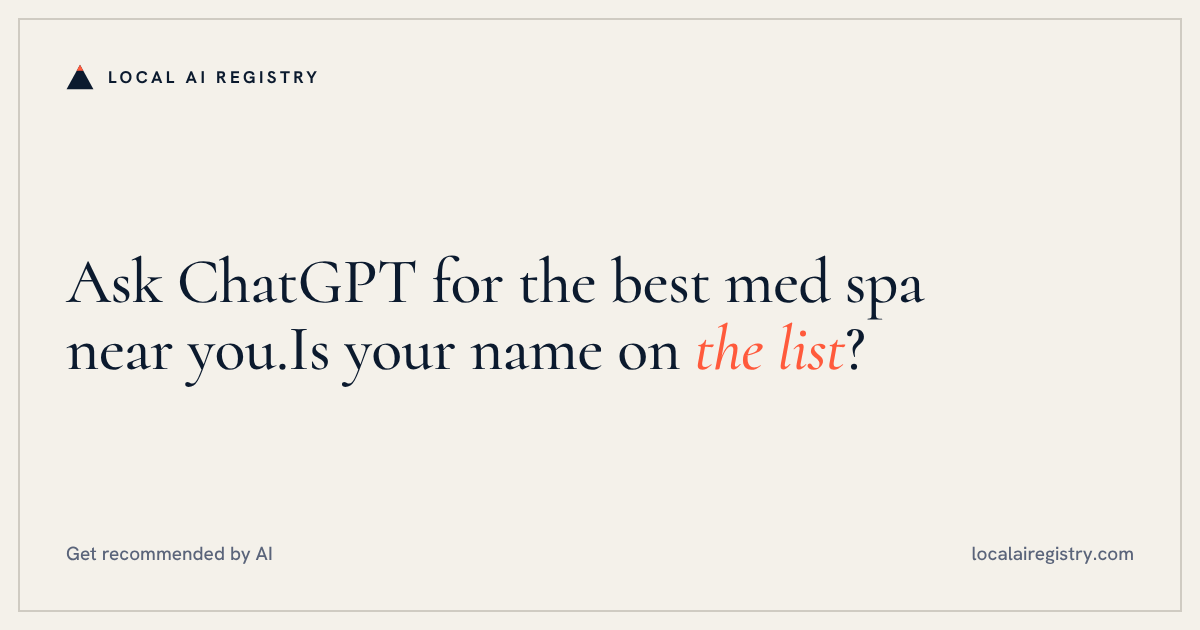 LOCAL AI REGISTRY
Ask ChatGPT for the best med spa
near you.Is your name on the list?
Get recommended by AI
localairegistry.com